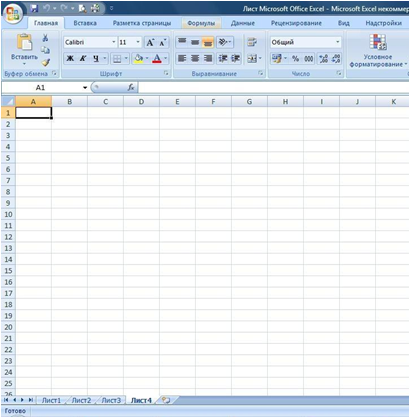 Лист Microsoft Office Excel - Microsoft Excel некоммер
Главная Вставка Разметка страницы Формулы Данные Рецензирование Вид Надстройки
Calibri 11 Общий
Ж К Ч % 000
Вставить Условное форматирование
Буфер обмена Шрифт Выравнивание Число
A1 fx
A B C D E F G H I J K
1
2
3
4
5
6
7
8
9
10
11
12
13
14
15
16
17
18
19
20
21
22
23
24
25
26
Лист1 Лист2 Лист3 Лист4
Готово